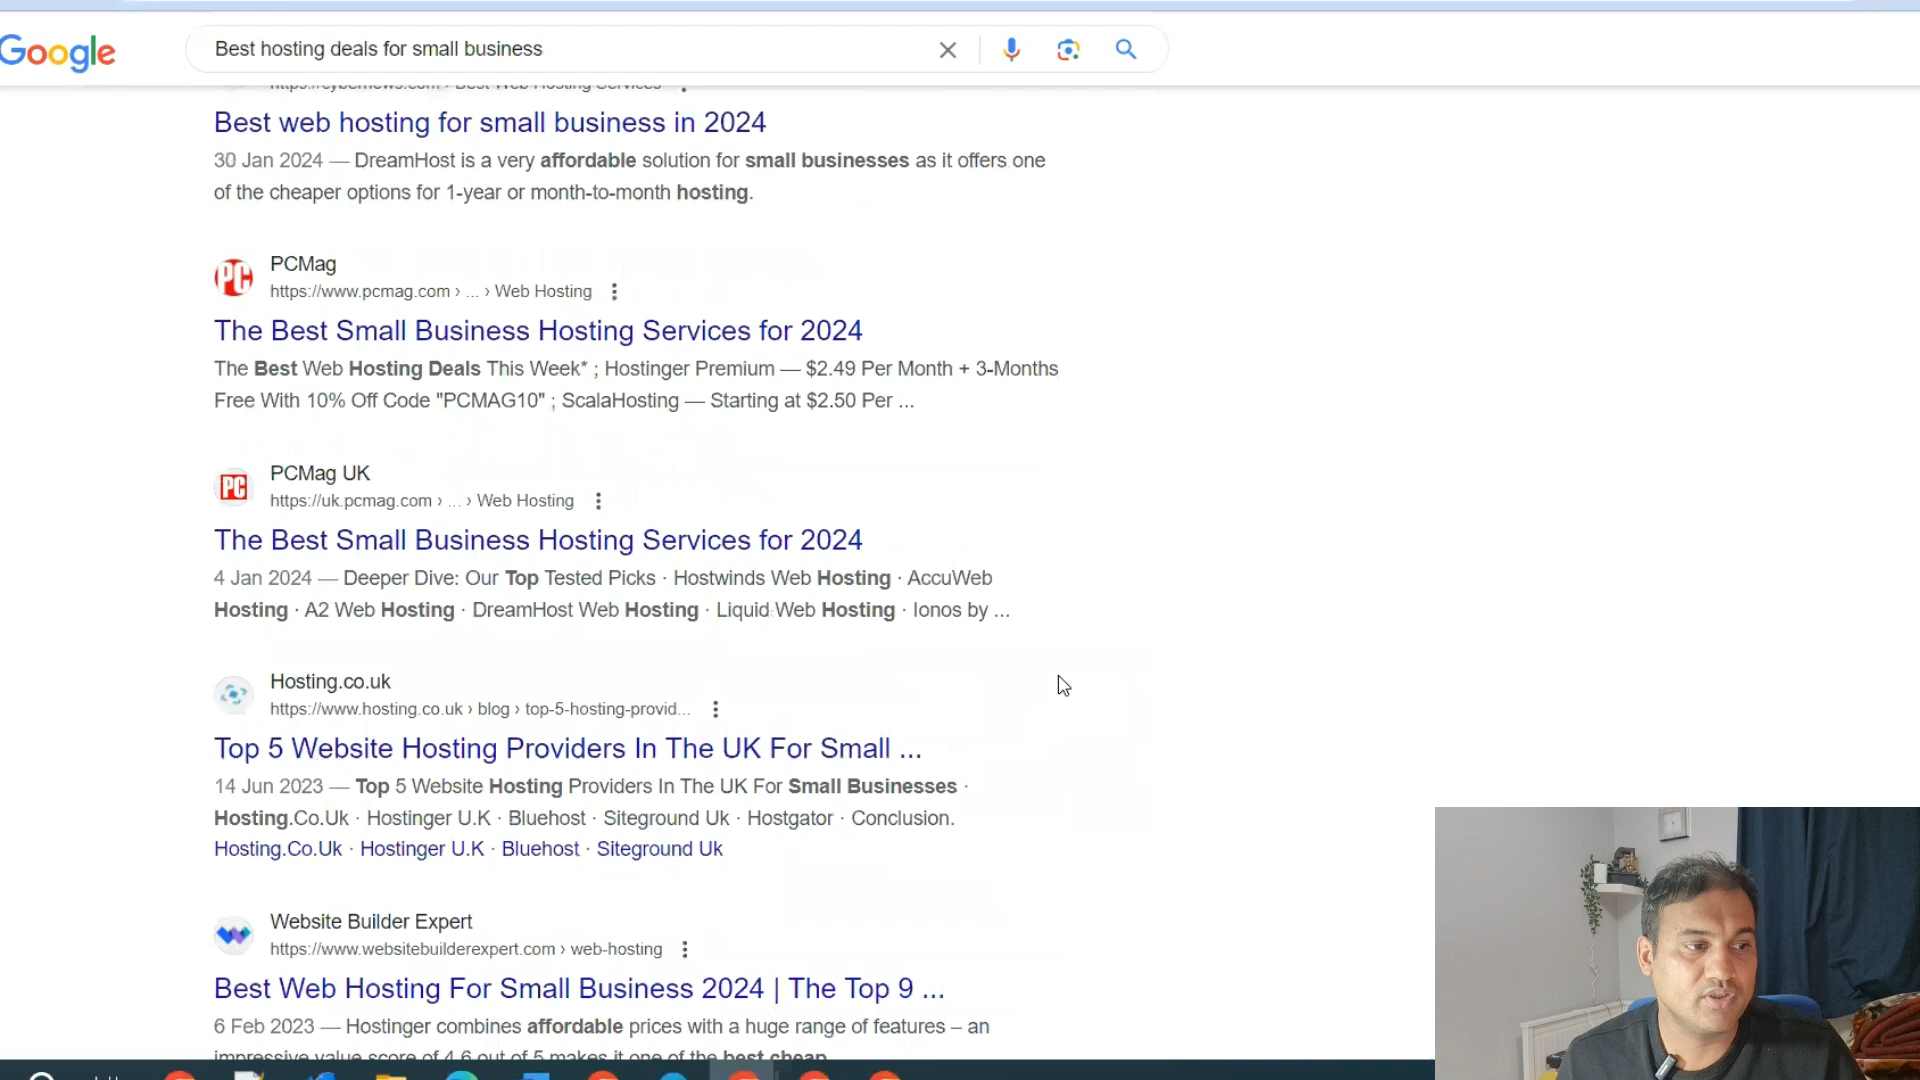 Google
Best hosting deals for small business
https://cybernews.com › Best Web Hosting Services
Best web hosting for small business in 2024
30 Jan 2024 — DreamHost is a very affordable solution for small businesses as it offers one
of the cheaper options for 1-year or month-to-month hosting.
PC
PCMag
https://www.pcmag.com › ... › Web Hosting
The Best Small Business Hosting Services for 2024
The Best Web Hosting Deals This Week* ; Hostinger Premium — $2.49 Per Month + 3-Months
Free With 10% Off Code "PCMAG10" ; ScalaHosting — Starting at $2.50 Per ...
PC
PCMag UK
https://uk.pcmag.com › ... › Web Hosting
The Best Small Business Hosting Services for 2024
4 Jan 2024 — Deeper Dive: Our Top Tested Picks · Hostwinds Web Hosting · AccuWeb
Hosting · A2 Web Hosting · DreamHost Web Hosting · Liquid Web Hosting · Ionos by ...
Hosting.co.uk
https://www.hosting.co.uk › blog › top-5-hosting-provid...
Top 5 Website Hosting Providers In The UK For Small ...
14 Jun 2023 — Top 5 Website Hosting Providers In The UK For Small Businesses ·
Hosting.Co.Uk · Hostinger U.K · Bluehost · Siteground Uk · Hostgator · Conclusion.
Hosting.Co.Uk · Hostinger U.K · Bluehost · Siteground Uk
Website Builder Expert
https://www.websitebuilderexpert.com › web-hosting
Best Web Hosting For Small Business 2024 | The Top 9 ...
6 Feb 2023 — Hostinger combines affordable prices with a huge range of features – an
impressive value score of 4.6 out of 5 makes it one of the best cheap